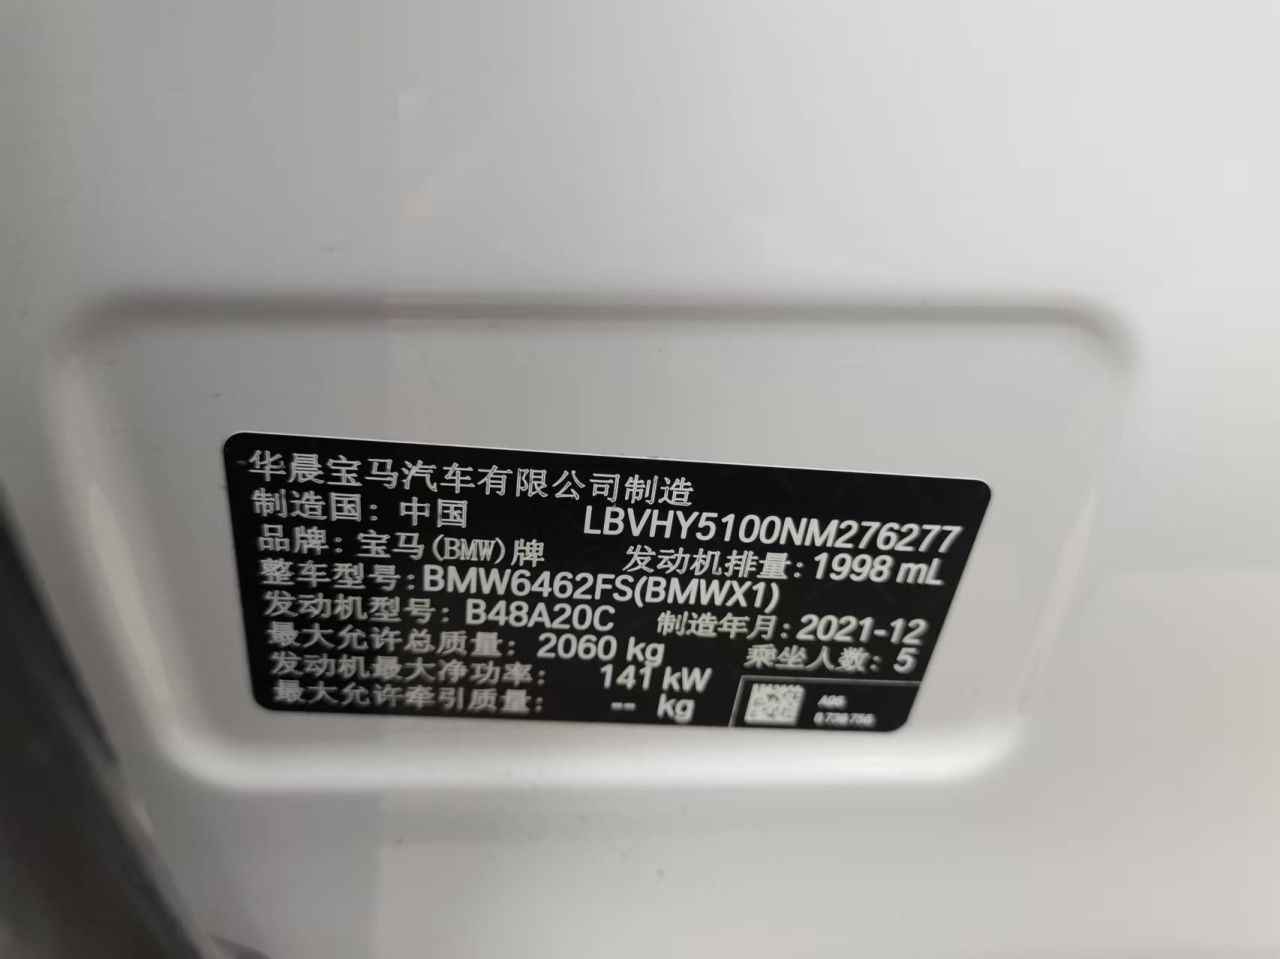 华晨宝马汽车有限公司制造
制造国：中国 LBVHY5100NM276277
品牌：宝马(BMW)牌 发动机排量：1998 mL
整车型号：BMW6462FS(BMWX1)
发动机型号：B48A20C 制造年月：2021-12
最大允许总质量：2060 kg 乘坐人数：5
发动机最大净功率：141 kW
最大允许牵引质量：-- kg